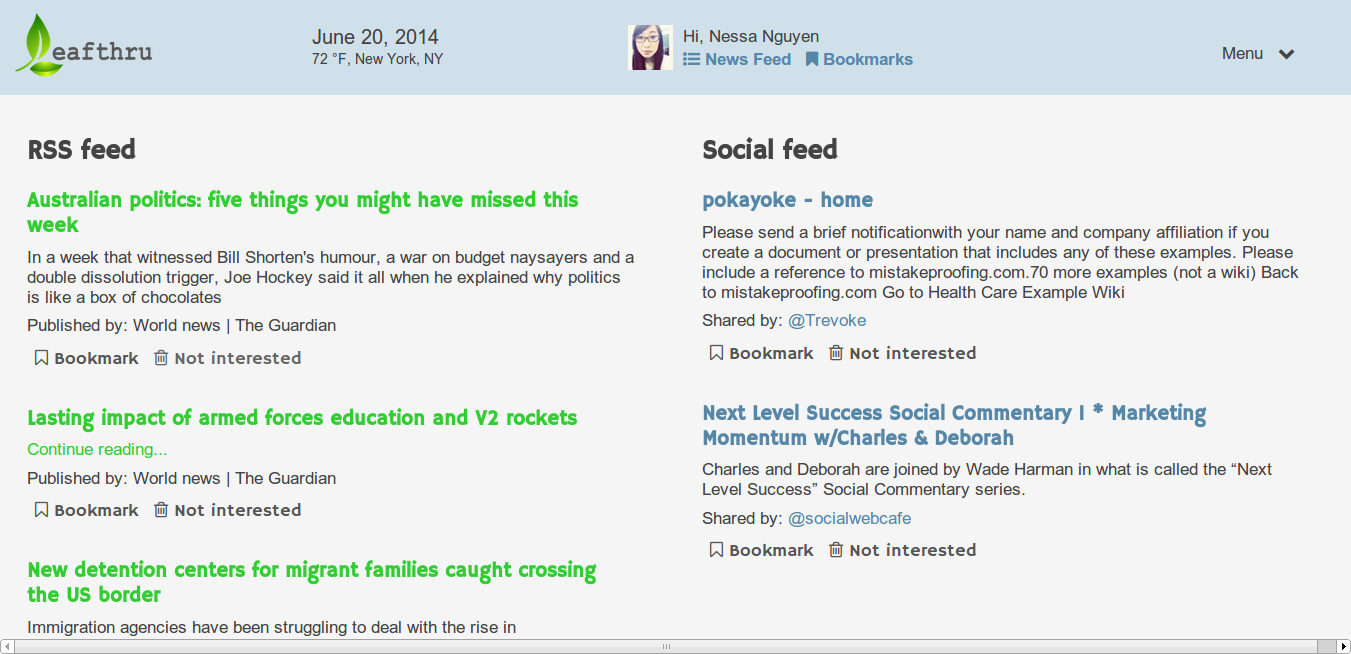 eafthru
June 20, 2014
72 °F, New York, NY
Hi, Nessa Nguyen
News Feed Bookmarks
Menu
RSS feed
Australian politics: five things you might have missed this
week
In a week that witnessed Bill Shorten's humour, a war on budget naysayers and a
double dissolution trigger, Joe Hockey said it all when he explained why politics
is like a box of chocolates
Published by: World news | The Guardian
Bookmark Not interested
Lasting impact of armed forces education and V2 rockets
Continue reading...
Published by: World news | The Guardian
Bookmark Not interested
New detention centers for migrant families caught crossing
the US border
Immigration agencies have been struggling to deal with the rise in
Social feed
pokayoke - home
Please send a brief notificationwith your name and company affiliation if you
create a document or presentation that includes any of these examples. Please
include a reference to mistakeproofing.com.70 more examples (not a wiki) Back
to mistakeproofing.com Go to Health Care Example Wiki
Shared by: @Trevoke
Bookmark Not interested
Next Level Success Social Commentary I * Marketing
Momentum w/Charles & Deborah
Charles and Deborah are joined by Wade Harman in what is called the “Next
Level Success” Social Commentary series.
Shared by: @socialwebcafe
Bookmark Not interested